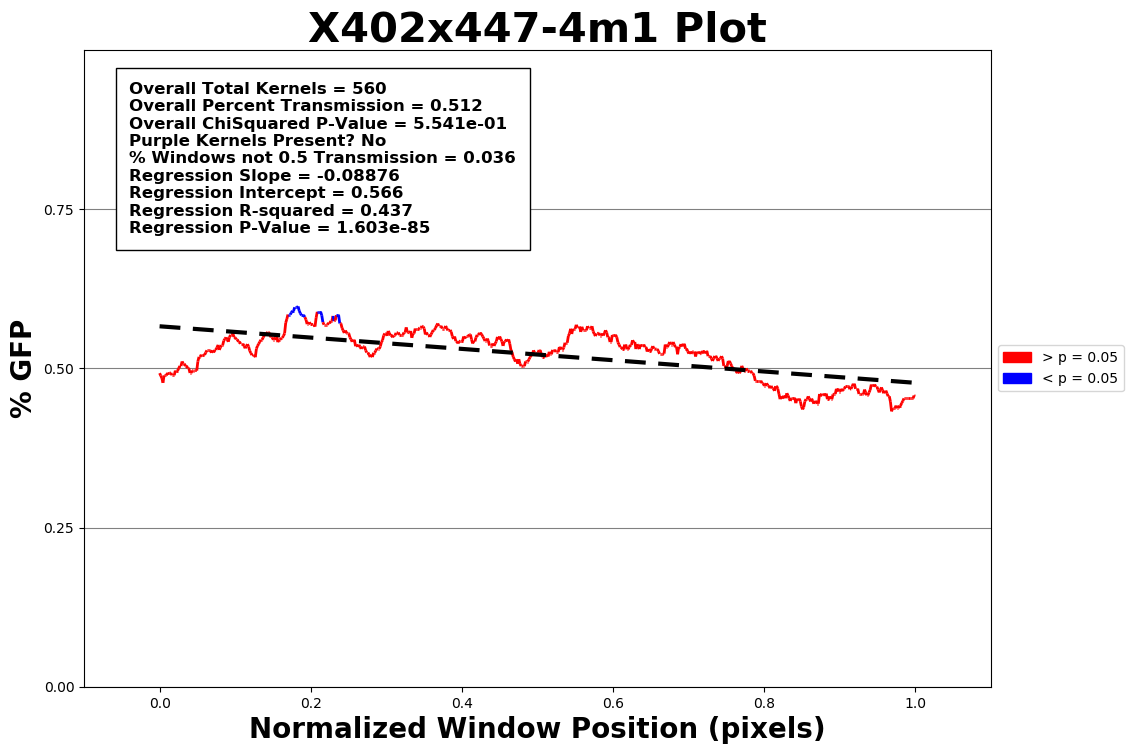 X402x447-4m1 Plot
Overall Total Kernels = 560
Overall Percent Transmission = 0.512
Overall ChiSquared P-Value = 5.541e-01
Purple Kernels Present? No
% Windows not 0.5 Transmission = 0.036
Regression Slope = -0.08876
Regression Intercept = 0.566
Regression R-squared = 0.437
Regression P-Value = 1.603e-85
0.75
0.50
0.25
0.00
% GFP
> p = 0.05
< p = 0.05
0.0 0.2 0.4 0.6 0.8 1.0
Normalized Window Position (pixels)